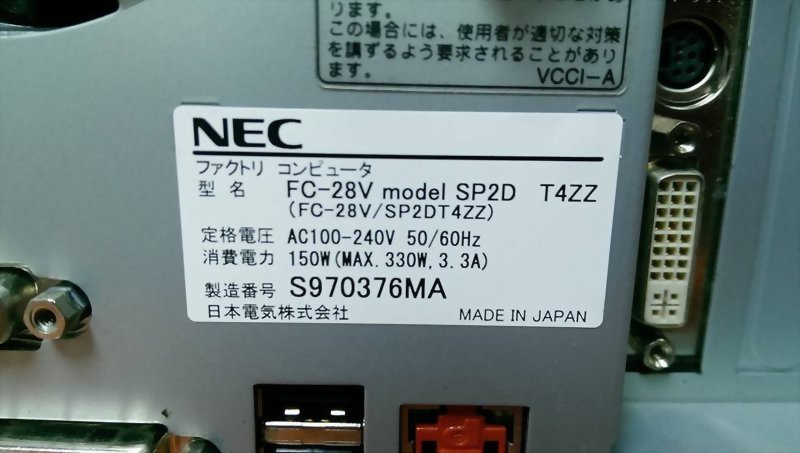 この場合には、使用者が適切な対策
を講ずるよう要求されることがあり
ます。
VCCI-A
NEC
ファクトリ コンピュータ
型 名 FC-28V model SP2D T4ZZ
(FC-28V/SP2DT4ZZ)
定格電圧 AC100-240V 50/60Hz
消費電力 150W(MAX. 330W, 3.3A)
製造番号 S970376MA
日本電気株式会社 MADE IN JAPAN